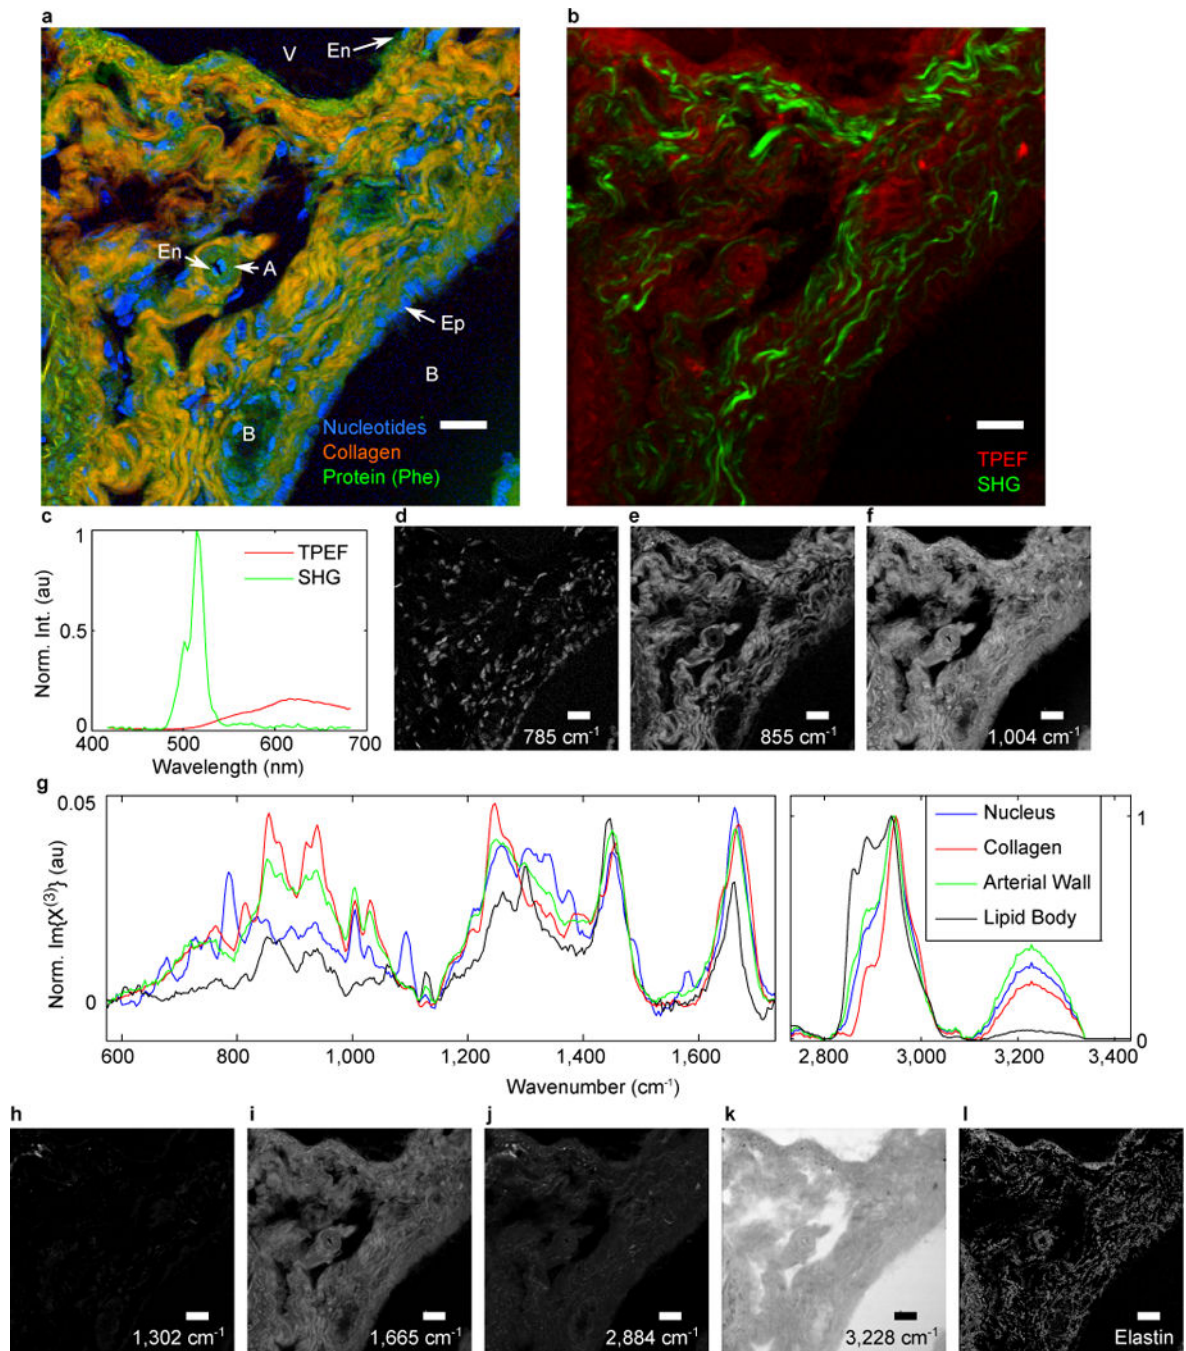 a
b
V
En
En
A
Ep
B
B
Nucleotides
Collagen
Protein (Phe)
TPEF
SHG
c
d
e
f
1
0.5
0
Norm. Int. (au)
TPEF
SHG
400 500 600 700
Wavelength (nm)
785 cm⁻¹
855 cm⁻¹
1,004 cm⁻¹
g
0.05
0
Norm. Im{X⁽³⁾} (au)
600 800 1,000 1,200 1,400 1,600
2,800 3,000 3,200 3,400
1
0
Nucleus
Collagen
Arterial Wall
Lipid Body
Wavenumber (cm⁻¹)
h
i
j
k
l
1,302 cm⁻¹
1,665 cm⁻¹
2,884 cm⁻¹
3,228 cm⁻¹
Elastin